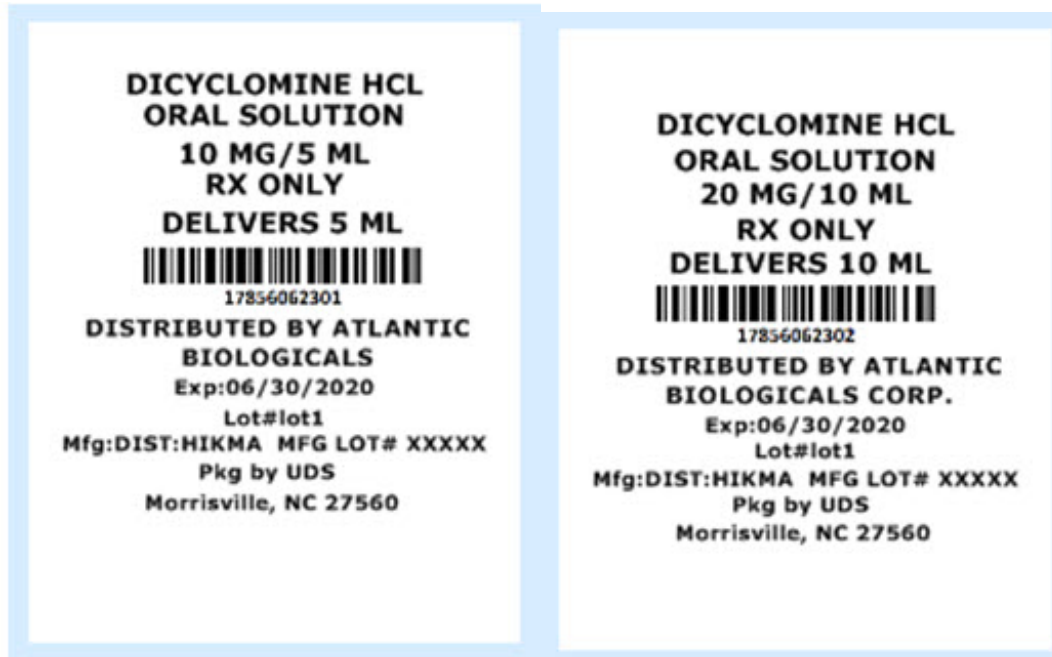 DICYCLOMINE HCL
ORAL SOLUTION
10 MG/5 ML
RX ONLY
DELIVERS 5 ML
17856062301
DISTRIBUTED BY ATLANTIC
BIOLOGICALS
Exp:06/30/2020
Lot#lot1
Mfg:DIST:HIKMA MFG LOT# XXXXX
Pkg by UDS
Morrisville, NC 27560
DICYCLOMINE HCL
ORAL SOLUTION
20 MG/10 ML
RX ONLY
DELIVERS 10 ML
17856062302
DISTRIBUTED BY ATLANTIC
BIOLOGICALS CORP.
Exp:06/30/2020
Lot#lot1
Mfg:DIST:HIKMA MFG LOT# XXXXX
Pkg by UDS
Morrisville, NC 27560